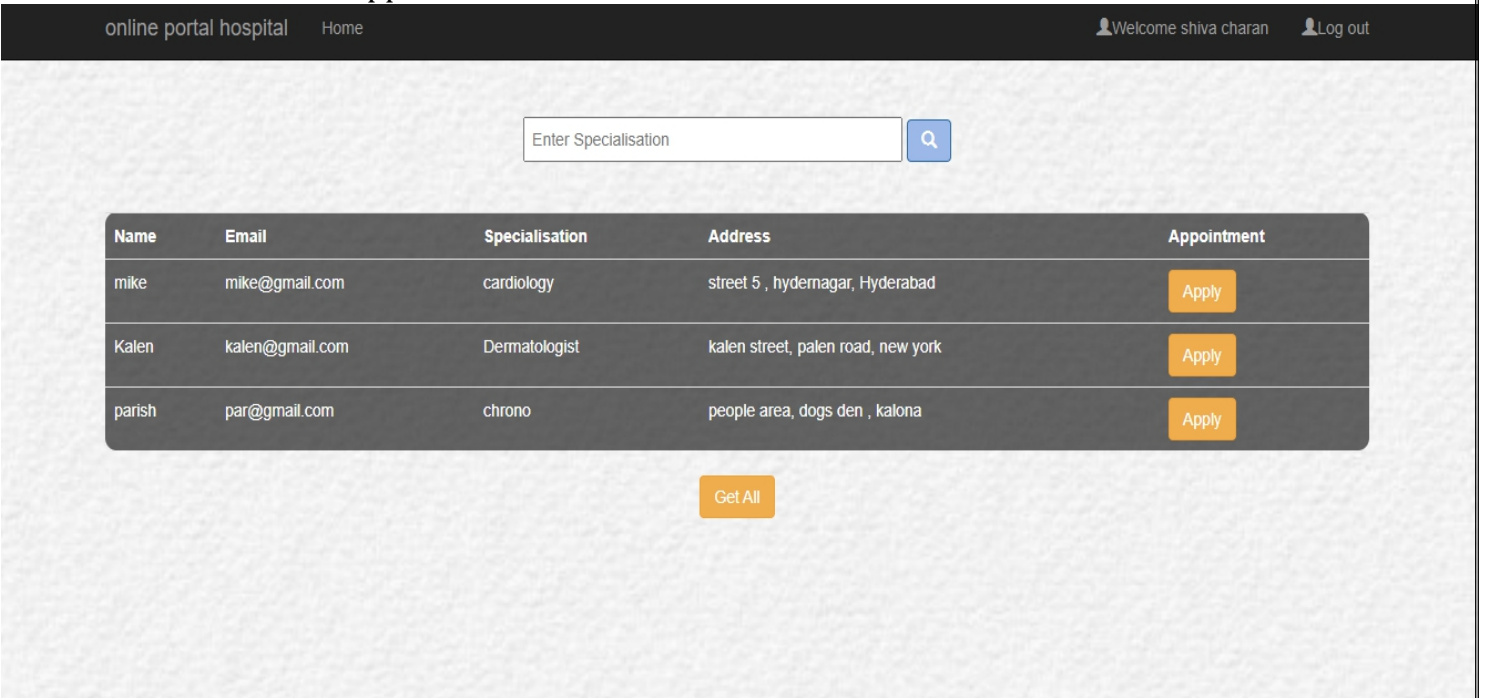 online portal hospital Home Welcome shiva charan Log out
Enter Specialisation
Name Email Specialisation Address Appointment
mike mike@gmail.com cardiology street 5 , hydernagar, Hyderabad Apply
Kalen kalen@gmail.com Dermatologist kalen street, palen road, new york Apply
parish par@gmail.com chrono people area, dogs den , kalona Apply
Get All